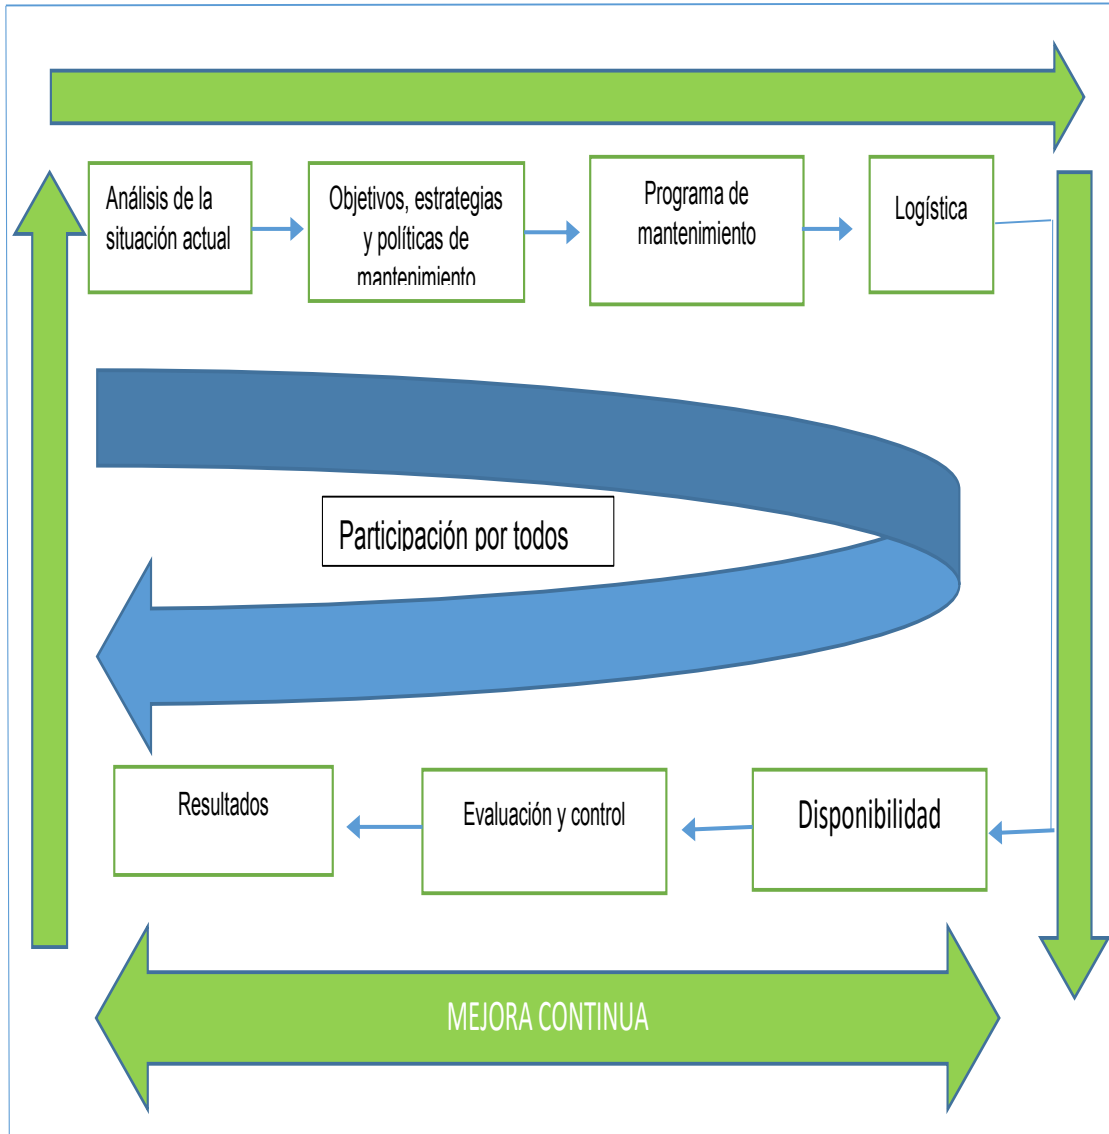 Análisis de la
situación actual
Objetivos, estrategias
y políticas de
mantenimiento
Programa de
mantenimiento
Logística
Participación por todos
Resultados
Evaluación y control
Disponibilidad
MEJORA CONTINUA